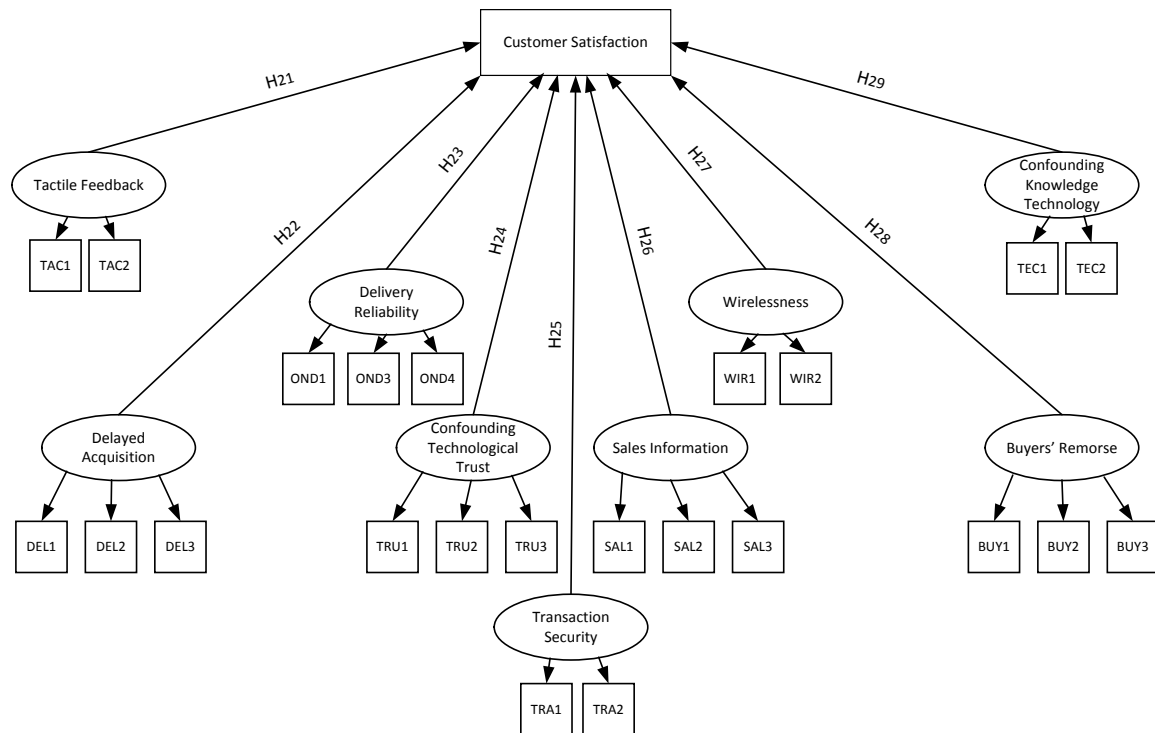 Customer Satisfaction
H21
H29
H23
H27
Tactile Feedback
Confounding
Knowledge
Technology
H22
H24
H26
H28
TAC1
TAC2
TEC1
TEC2
Delivery
Reliability
Wirelessness
H25
OND1
OND3
OND4
WIR1
WIR2
Delayed
Acquisition
Confounding
Technological
Trust
Sales Information
Buyers’ Remorse
DEL1
DEL2
DEL3
TRU1
TRU2
TRU3
SAL1
SAL2
SAL3
BUY1
BUY2
BUY3
Transaction
Security
TRA1
TRA2